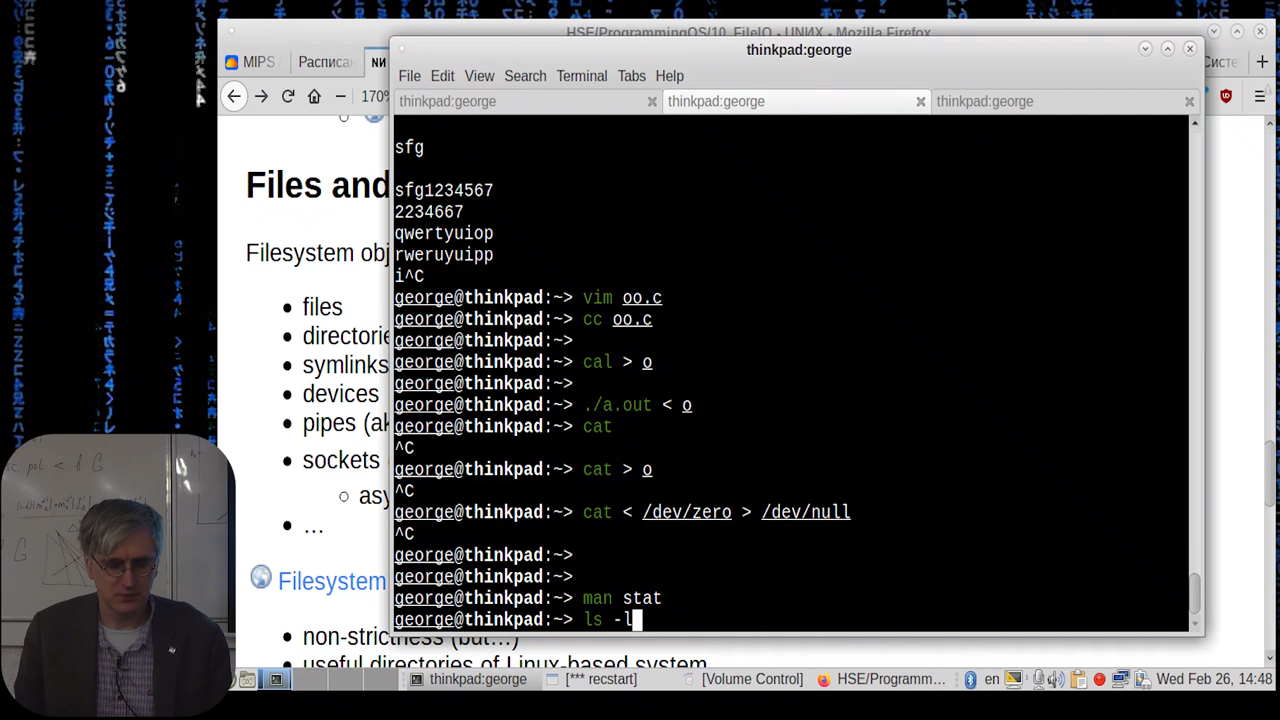 HSE/ProgrammingOS/10_FileIO - UNИX - Mozilla Firefox
thinkpad:george
MIPS
Распиcа
NИ
Систе
File Edit View Search Terminal Tabs Help
170%
thinkpad:george
thinkpad:george
thinkpad:george
Files and
Filesystem obj
files
directorie
symlinks
devices
pipes (ak
sockets (
asy
...
Filesystem
non-strictness (but…)
useful directories of Linux-based system
sfg
sfg1234567
2234667
qwertyuiop
rweruyuipp
i^C
george@thinkpad:~> vim oo.c
george@thinkpad:~> cc oo.c
george@thinkpad:~>
george@thinkpad:~> cal > o
george@thinkpad:~>
george@thinkpad:~> ./a.out < o
george@thinkpad:~> cat
^C
george@thinkpad:~> cat > o
^C
george@thinkpad:~> cat < /dev/zero > /dev/null
^C
george@thinkpad:~>
george@thinkpad:~>
george@thinkpad:~> man stat
george@thinkpad:~> ls -l
thinkpad:george
[*** recstart]
[Volume Control]
HSE/Programm...
en
Wed Feb 26, 14:48